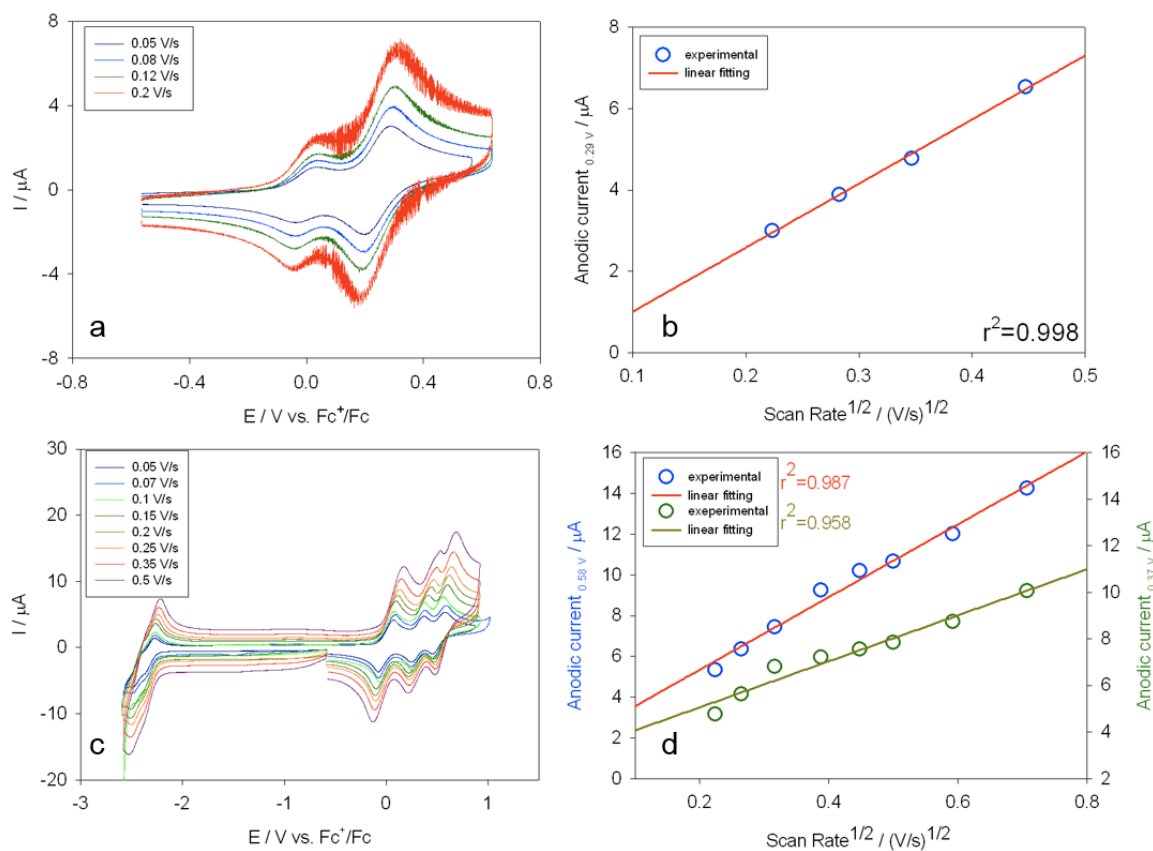 8
4
0
-4
-8
I / µA
0.05 V/s
0.08 V/s
0.12 V/s
0.2 V/s
a
-0.8
-0.4
0.0
0.4
0.8
E / V vs. Fc+/Fc
8
6
4
2
0
Anodic current 0.29 V / µA
experimental
linear fitting
b
r2=0.998
0.1
0.2
0.3
0.4
0.5
Scan Rate1/2 / (V/s)1/2
30
20
10
0
-10
-20
I / µA
0.05 V/s
0.07 V/s
0.1 V/s
0.15 V/s
0.2 V/s
0.25 V/s
0.35 V/s
0.5 V/s
c
-3
-2
-1
0
1
E / V vs. Fc+/Fc
16
14
12
10
8
6
4
2
0
Anodic current 0.58 V / µA
experimental
linear fitting
exeperimental
linear fitting
r2=0.987
r2=0.958
d
16
14
12
10
8
6
4
2
Anodic current 0.37 V / µA
0.2
0.4
0.6
0.8
Scan Rate1/2 / (V/s)1/2